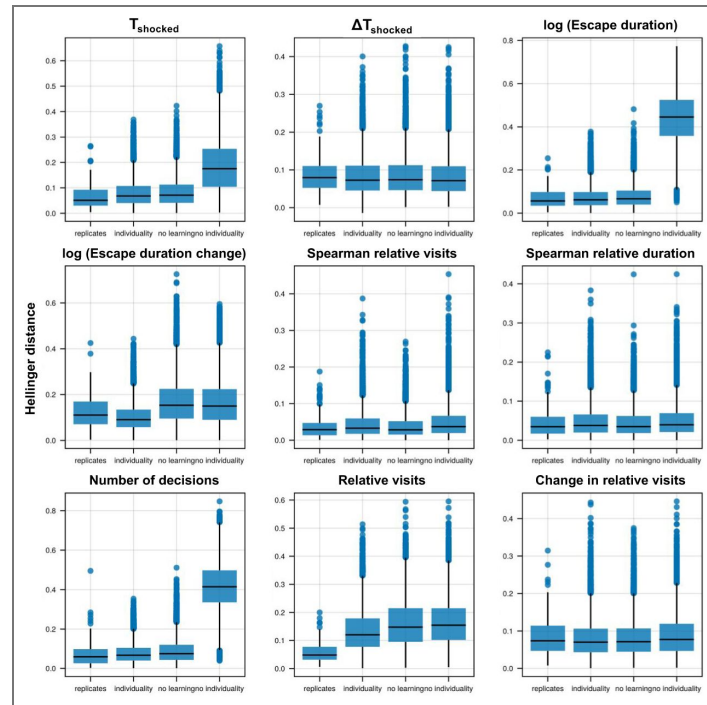 T_shocked
ΔT_shocked
log (Escape duration)
0.6
0.5
0.4
0.3
0.2
0.1
0.0
replicates individuality no learningno individuality
0.4
0.3
0.2
0.1
0.0
replicates individuality no learningno individuality
0.8
0.6
0.4
0.2
0.0
replicates individuality no learningno individuality
Hellinger distance
log (Escape duration change)
Spearman relative visits
Spearman relative duration
0.6
0.4
0.2
0.0
replicates individuality no learningno individuality
0.4
0.3
0.2
0.1
0.0
replicates individuality no learningno individuality
0.4
0.3
0.2
0.1
0.0
replicates individuality no learningno individuality
Number of decisions
Relative visits
Change in relative visits
0.8
0.6
0.4
0.2
0.0
replicates individuality no learningno individuality
0.6
0.5
0.4
0.3
0.2
0.1
0.0
replicates individuality no learningno individuality
0.4
0.3
0.2
0.1
0.0
replicates individuality no learningno individuality